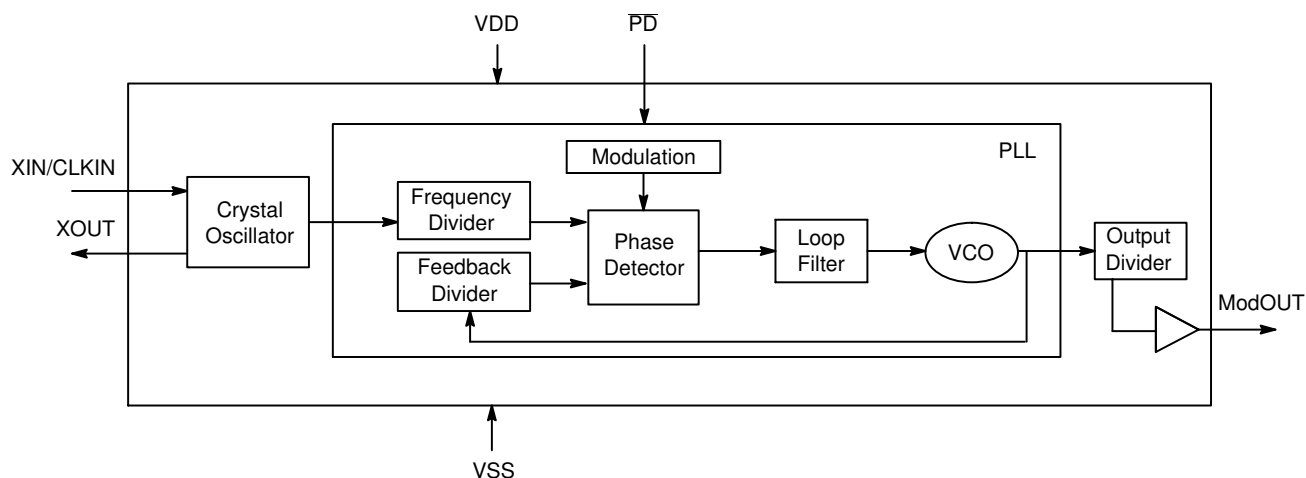 VDD
P̅D̅
XIN/CLKIN
XOUT
Crystal
Oscillator
PLL
Modulation
Frequency
Divider
Feedback
Divider
Phase
Detector
Loop
Filter
VCO
Output
Divider
ModOUT
VSS